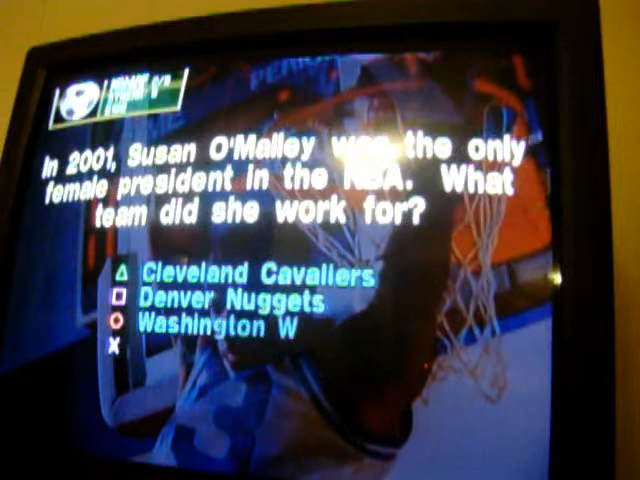 In 2001, Susan O'Malley was the only
female president in the NBA. What
team did she work for?
Cleveland Cavaliers
Denver Nuggets
Washington W
X